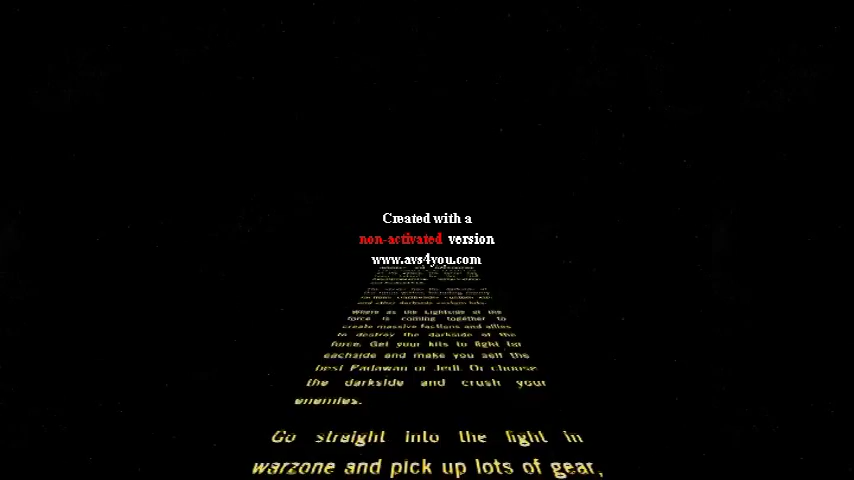 Created with a
non-activated version
www.avs4you.com
Where as the Lightside of the
force is coming together to
create massive factions and allies
to destroy the darkside of the
force. Get your kits to fight for
eachside and make you self the
best Padawan or Jedi. Or choose
the darkside and crush your
enemies.
Go straight into the fight in
warzone and pick up lots of gear,